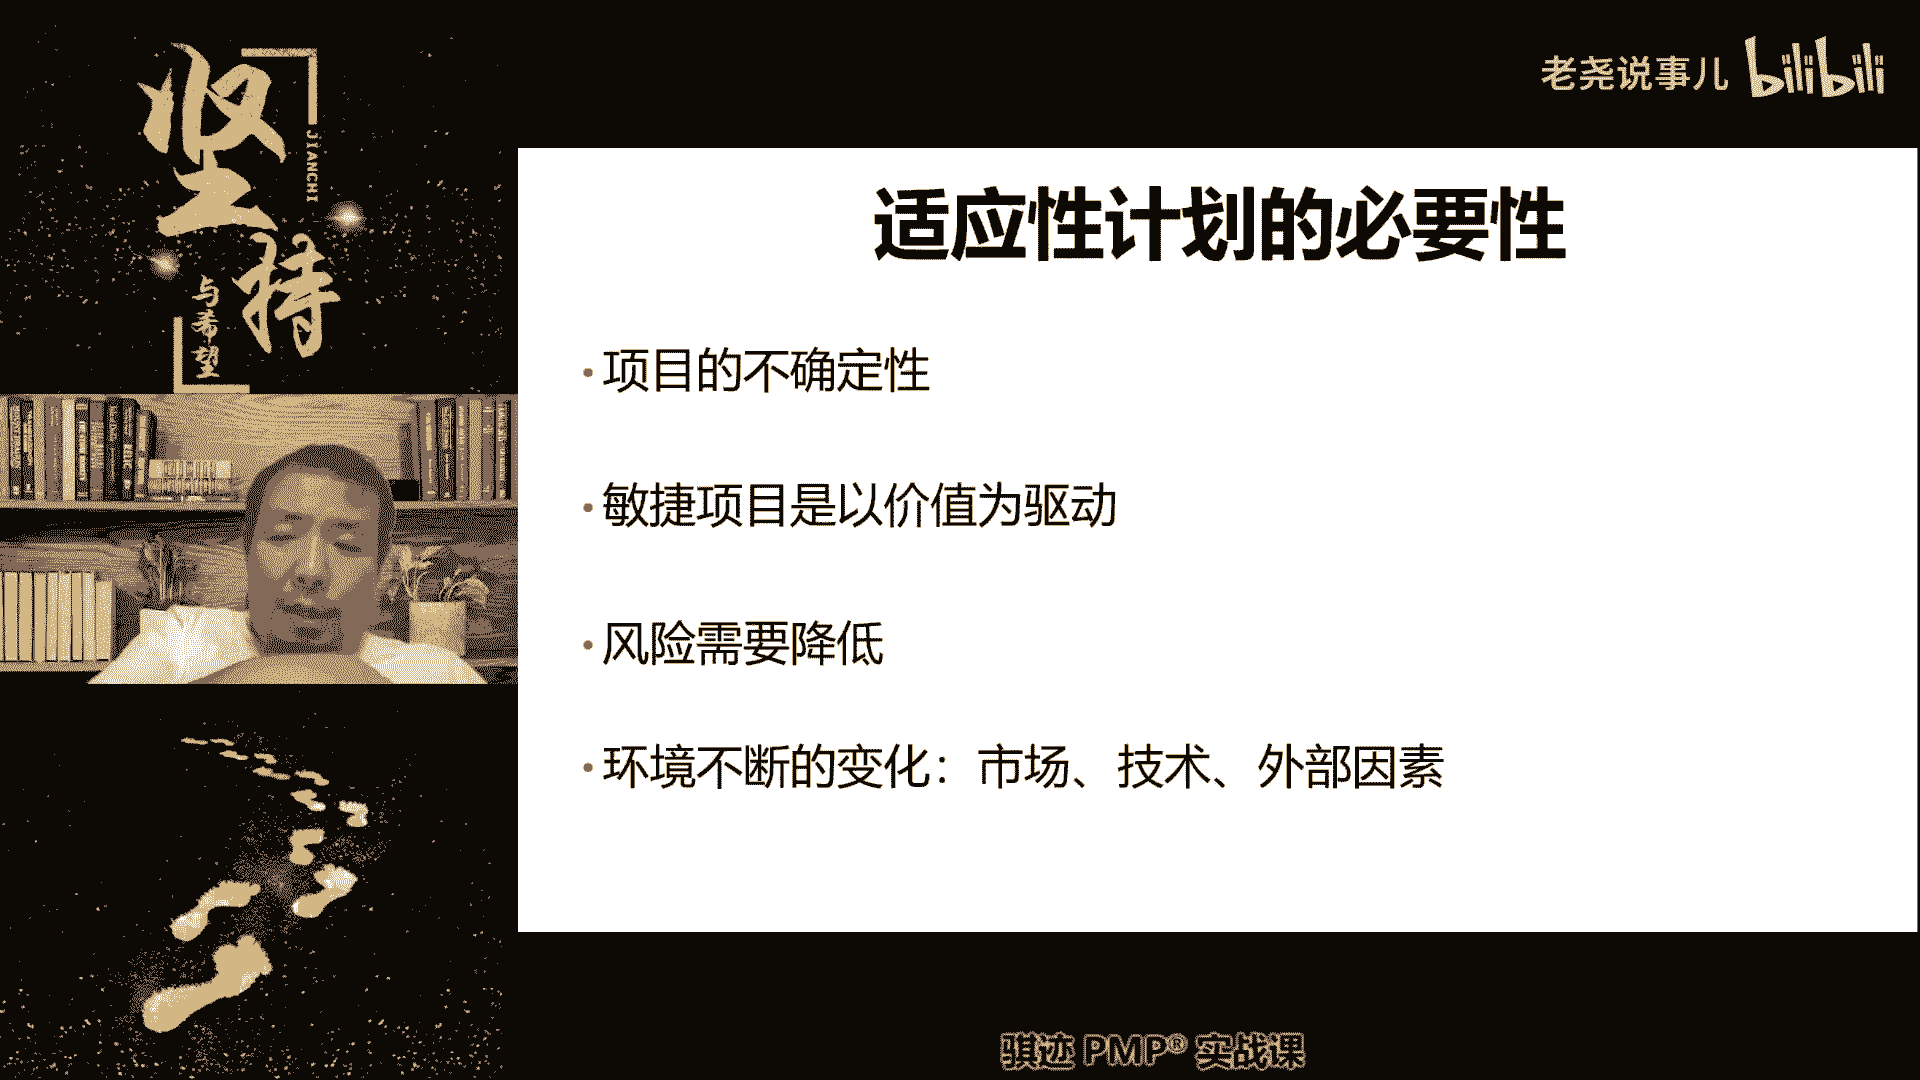 坚持
JIANCHI
与希望
老尧说事儿 bilibili
适应性计划的必要性
•项目的不确定性
•敏捷项目是以价值为驱动
•风险需要降低
•环境不断的变化：市场、技术、外部因素
骐迹 PMP® 实战课